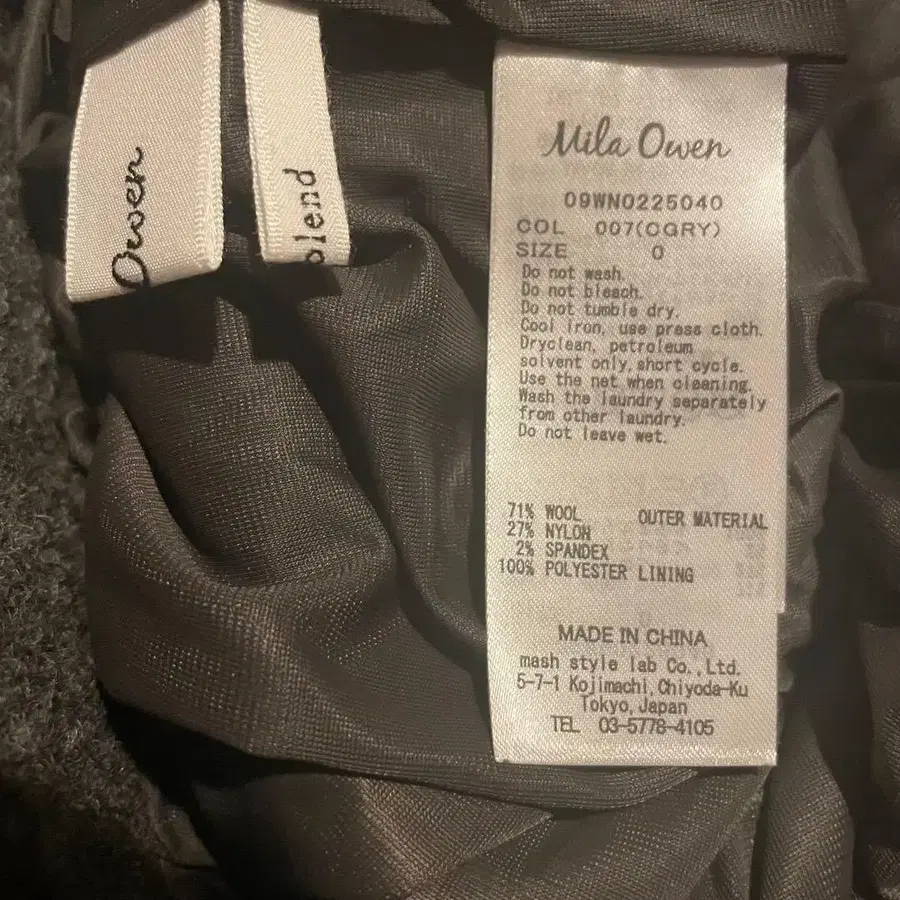 Owen
blend
Mila Owen
09WN0225040
COL 007(CGRY)
SIZE 0
Do not wash.
Do not bleach.
Do not tumble dry.
Cool iron, use press cloth.
Dryclean, petroleum
solvent only, short cycle.
Use the net when cleaning.
Wash the laundry separately
from other laundry.
Do not leave wet.
71% WOOL OUTER MATERIAL
27% NYLON
2% SPANDEX
100% POLYESTER LINING
MADE IN CHINA
mash style lab Co., Ltd.
5-7-1 Kojimachi, Chiyoda-Ku
Tokyo, Japan
TEL 03-5778-4105